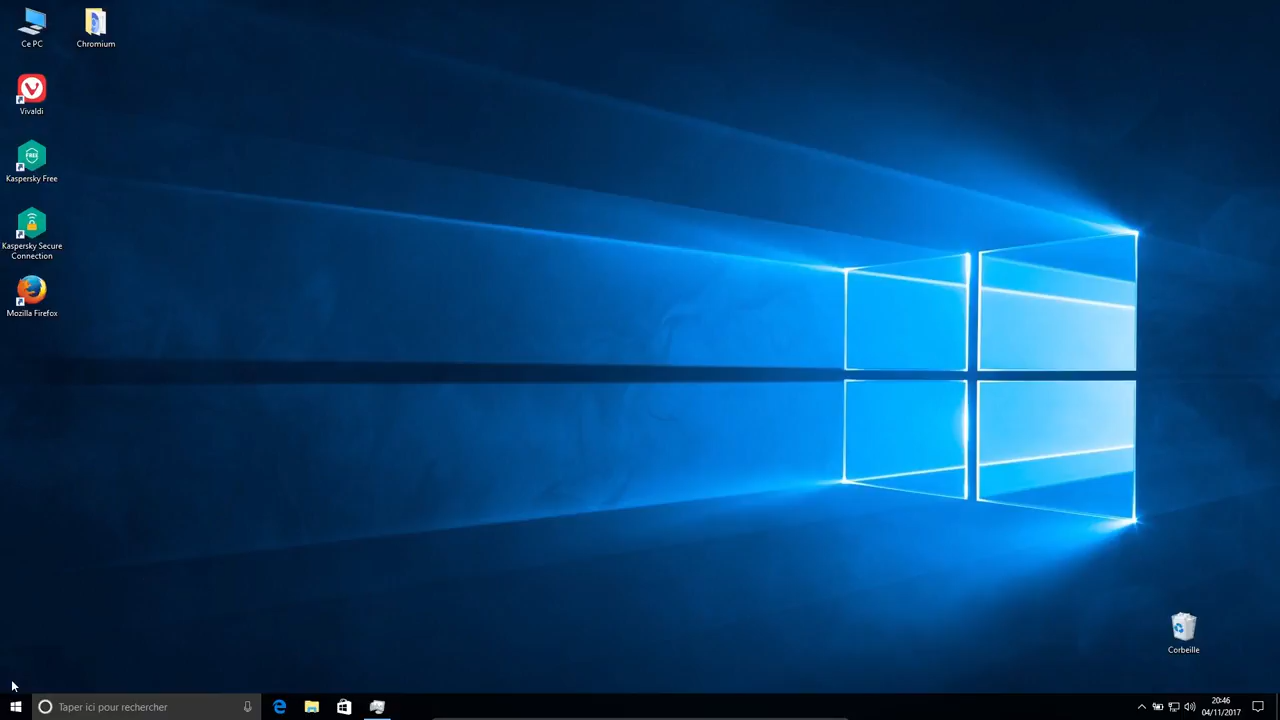 Ce PC
Chromium
Vivaldi
FREE
Kaspersky Free
Kaspersky Secure
Connection
Mozilla Firefox
Corbeille
Taper ici pour rechercher
20:46
04/11/2017